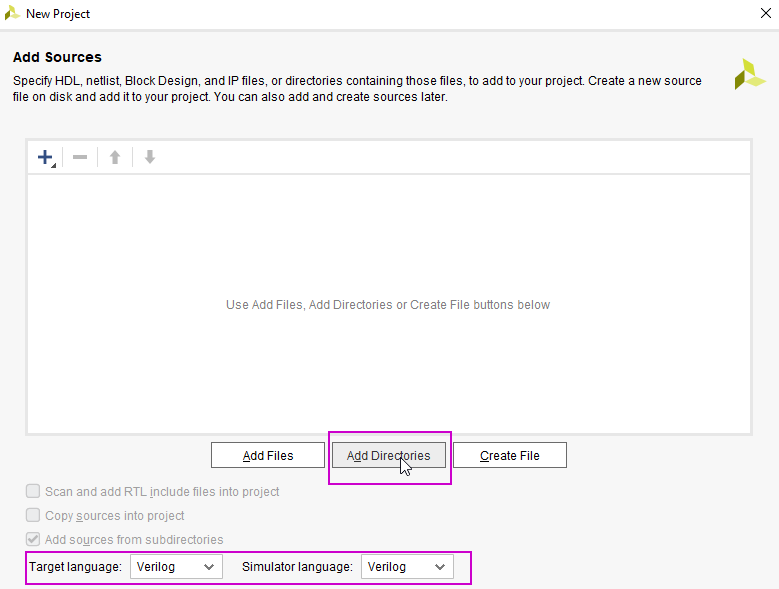 New Project
Add Sources
Specify HDL, netlist, Block Design, and IP files, or directories containing those files, to add to your project. Create a new source
file on disk and add it to your project. You can also add and create sources later.
Use Add Files, Add Directories or Create File buttons below
Add Files Add Directories Create File
Scan and add RTL include files into project
Copy sources into project
Add sources from subdirectories
Target language: Verilog Simulator language: Verilog